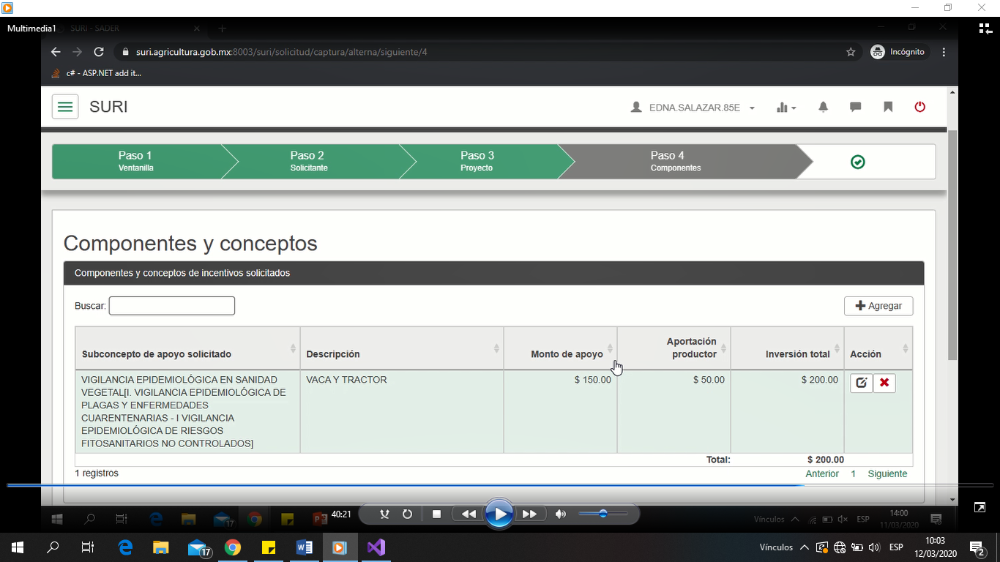 Multimedia1
SURI - SADER
suri.agricultura.gob.mx:8003/suri/solicitud/captura/alterna/siguiente/4
Incógnito
c# - ASP.NET add it...
SURI
EDNA.SALAZAR.85E
Paso 1
Ventanilla
Paso 2
Solicitante
Paso 3
Proyecto
Paso 4
Componentes
Componentes y conceptos
Componentes y conceptos de incentivos solicitados
Buscar:
Agregar
Subconcepto de apoyo solicitado
Descripción
Monto de apoyo
Aportación
productor
Inversión total
Acción
VIGILANCIA EPIDEMIOLÓGICA EN SANIDAD
VEGETAL[I. VIGILANCIA EPIDEMIOLÓGICA DE
PLAGAS Y ENFERMEDADES
CUARENTENARIAS - I VIGILANCIA
EPIDEMIOLÓGICA DE RIESGOS
FITOSANITARIOS NO CONTROLADOS]
VACA Y TRACTOR
$ 150.00
$ 50.00
$ 200.00
Total:
$ 200.00
1 registros
Anterior 1 Siguiente
17
40:21
Vínculos
ESP
14:00
11/03/2020
17
Vínculos
ESP
10:03
12/03/2020
2